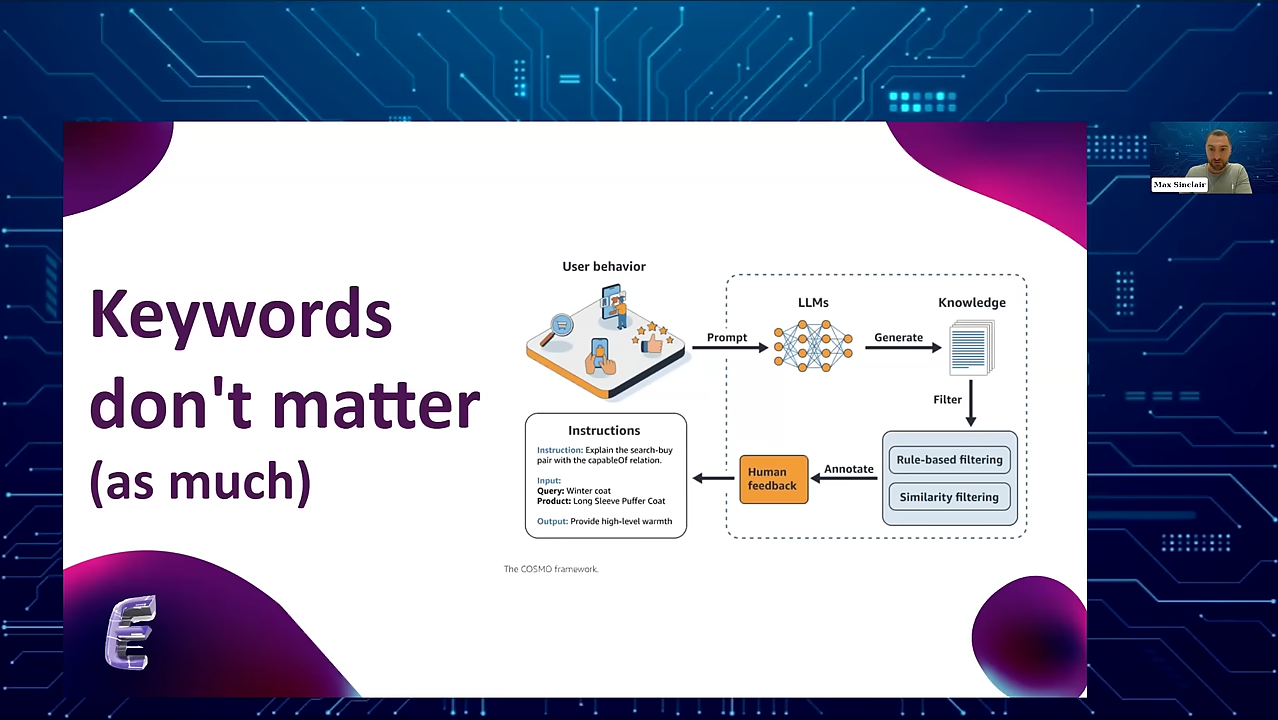 Keywords
don't matter
(as much)
User behavior
Prompt
LLMs
Generate
Knowledge
Filter
Rule-based filtering
Similarity filtering
Annotate
Human
feedback
Instructions
Instruction: Explain the search-buy
pair with the capableOf relation.
Input:
Query: Winter coat
Product: Long Sleeve Puffer Coat
Output: Provide high-level warmth
The COSMO framework.
E
Max Sinclair